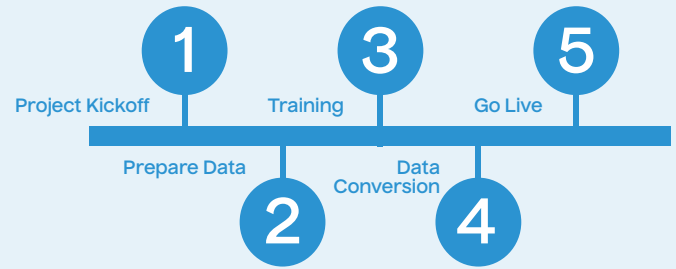 1
Project Kickoff
2
Prepare Data
3
Training
4
Data
Conversion
5
Go Live